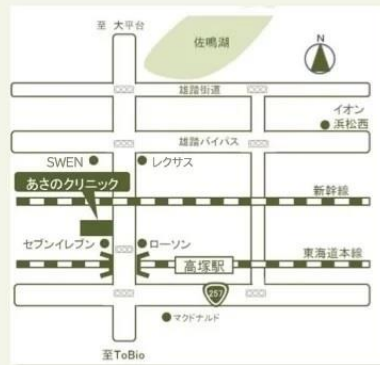 至 大平台
佐鳴湖
N
雄踏街道
イオン
浜松西
雄踏バイパス
SWEN
レクサス
あさのクリニック
新幹線
セブンイレブン
ローソン
東海道本線
高塚駅
257
マクドナルド
至ToBio